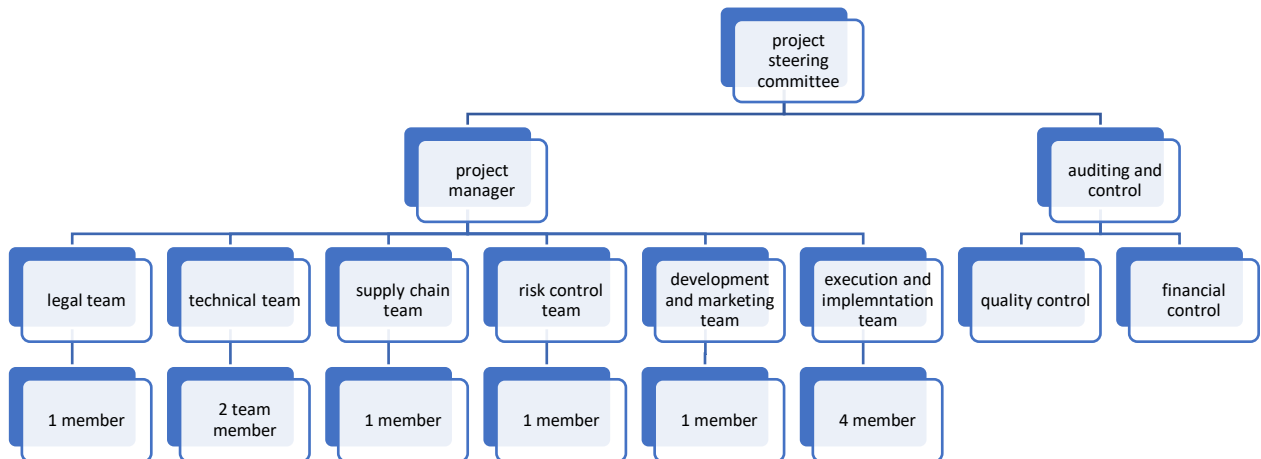 project
steering
committee
project
manager
auditing and
control
legal team
technical team
supply chain
team
risk control
team
development
and marketing
team
execution and
implemntation
team
quality control
financial
control
1 member
2 team
member
1 member
1 member
1 member
4 member